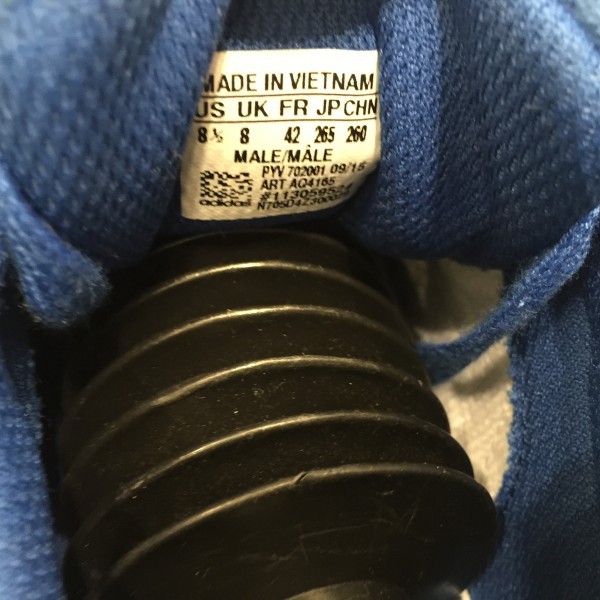 MADE IN VIETNAM
US UK FR JP CHN
8½ 8 42 265 260
MALE/MÂLE
PYV 702001 09/15
ART AQ4165
adidas